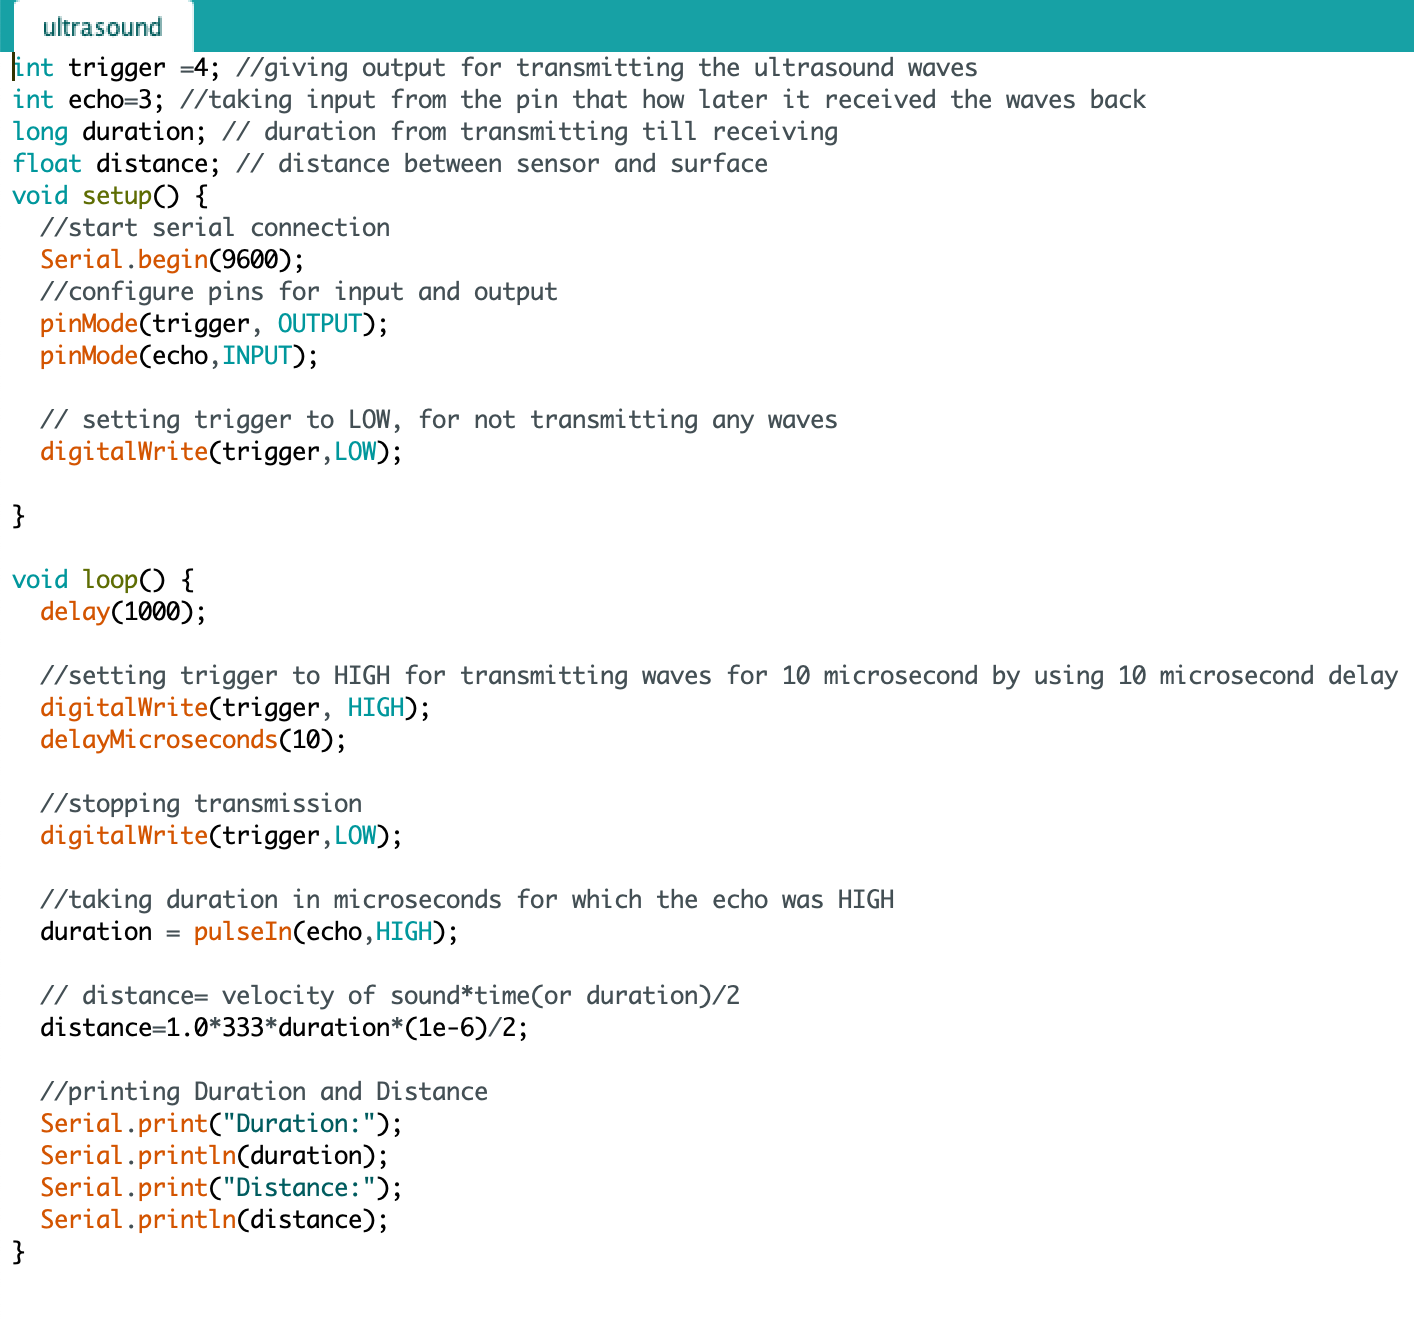 ultrasound
int trigger =4; //giving output for transmitting the ultrasound waves
int echo=3; //taking input from the pin that how later it received the waves back
long duration; // duration from transmitting till receiving
float distance; // distance between sensor and surface
void setup() {
  //start serial connection
  Serial.begin(9600);
  //configure pins for input and output
  pinMode(trigger, OUTPUT);
  pinMode(echo,INPUT);
  // setting trigger to LOW, for not transmitting any waves
  digitalWrite(trigger,LOW);
}
void loop() {
  delay(1000);
  //setting trigger to HIGH for transmitting waves for 10 microsecond by using 10 microsecond delay
  digitalWrite(trigger, HIGH);
  delayMicroseconds(10);
  //stopping transmission
  digitalWrite(trigger,LOW);
  //taking duration in microseconds for which the echo was HIGH
  duration = pulseIn(echo,HIGH);
  // distance= velocity of sound*time(or duration)/2
  distance=1.0*333*duration*(1e-6)/2;
  //printing Duration and Distance
  Serial.print("Duration:");
  Serial.println(duration);
  Serial.print("Distance:");
  Serial.println(distance);
}